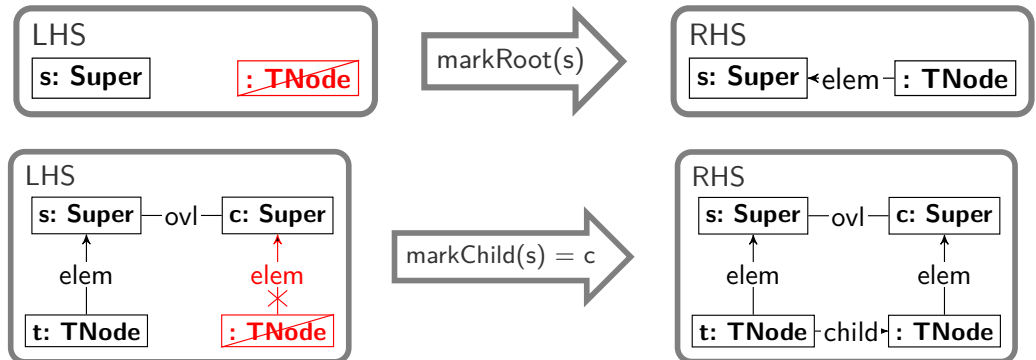 LHS
s: Super
: TNode
markRoot(s)
RHS
s: Super
elem
: TNode
LHS
s: Super
ovl
c: Super
elem
elem
t: TNode
: TNode
markChild(s) = c
RHS
s: Super
ovl
c: Super
elem
elem
t: TNode
child
: TNode